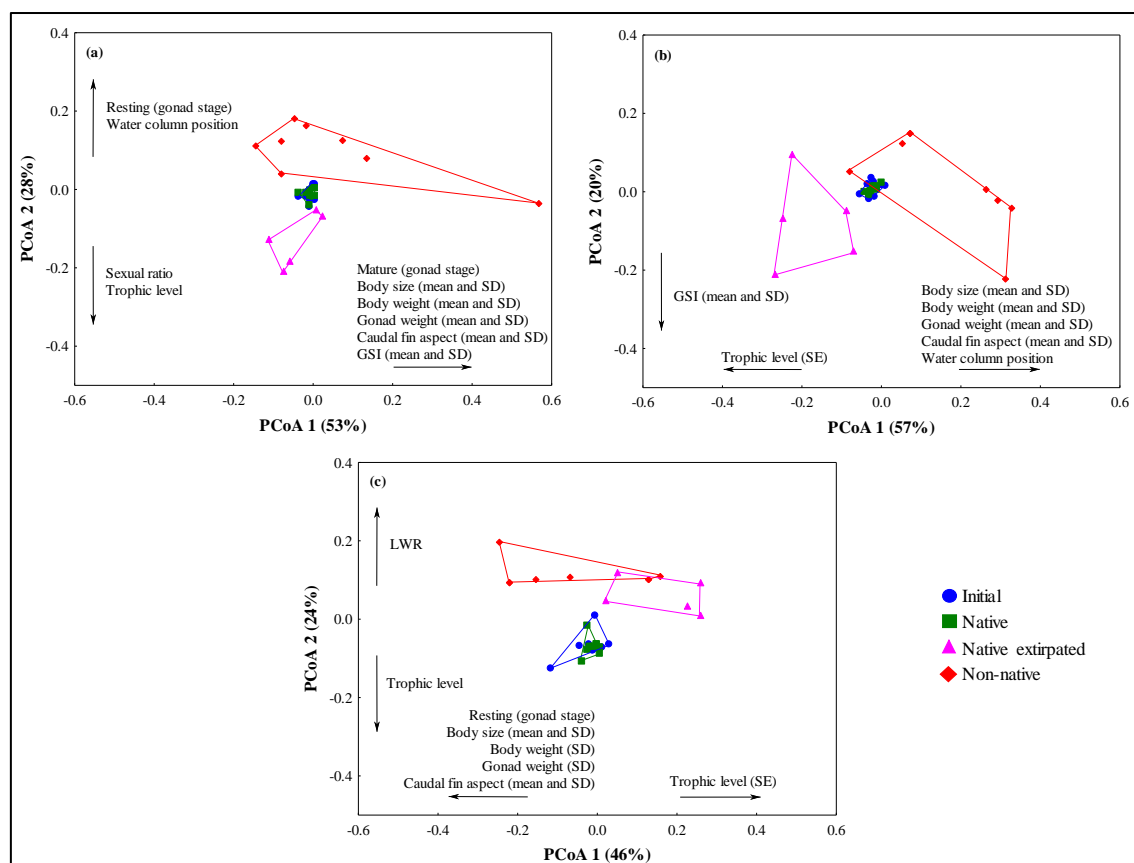 (a)
0.4
0.2
0.0
-0.2
-0.4
PCoA 2 (28%)
Resting (gonad stage)
Water column position
Sexual ratio
Trophic level
Mature (gonad stage)
Body size (mean and SD)
Body weight (mean and SD)
Gonad weight (mean and SD)
Caudal fin aspect (mean and SD)
GSI (mean and SD)
-0.6
-0.4
-0.2
0.0
0.2
0.4
0.6
PCoA 1 (53%)
(b)
0.4
0.2
0.0
-0.2
-0.4
PCoA 2 (20%)
GSI (mean and SD)
Trophic level (SE)
Body size (mean and SD)
Body weight (mean and SD)
Gonad weight (mean and SD)
Caudal fin aspect (mean and SD)
Water column position
-0.6
-0.4
-0.2
0.0
0.2
0.4
0.6
PCoA 1 (57%)
(c)
0.4
0.2
0.0
-0.2
-0.4
PCoA 2 (24%)
LWR
Trophic level
Resting (gonad stage)
Body size (mean and SD)
Body weight (SD)
Gonad weight (SD)
Caudal fin aspect (mean and SD)
Trophic level (SE)
-0.6
-0.4
-0.2
0.0
0.2
0.4
0.6
PCoA 1 (46%)
Initial
Native
Native extirpated
Non-native